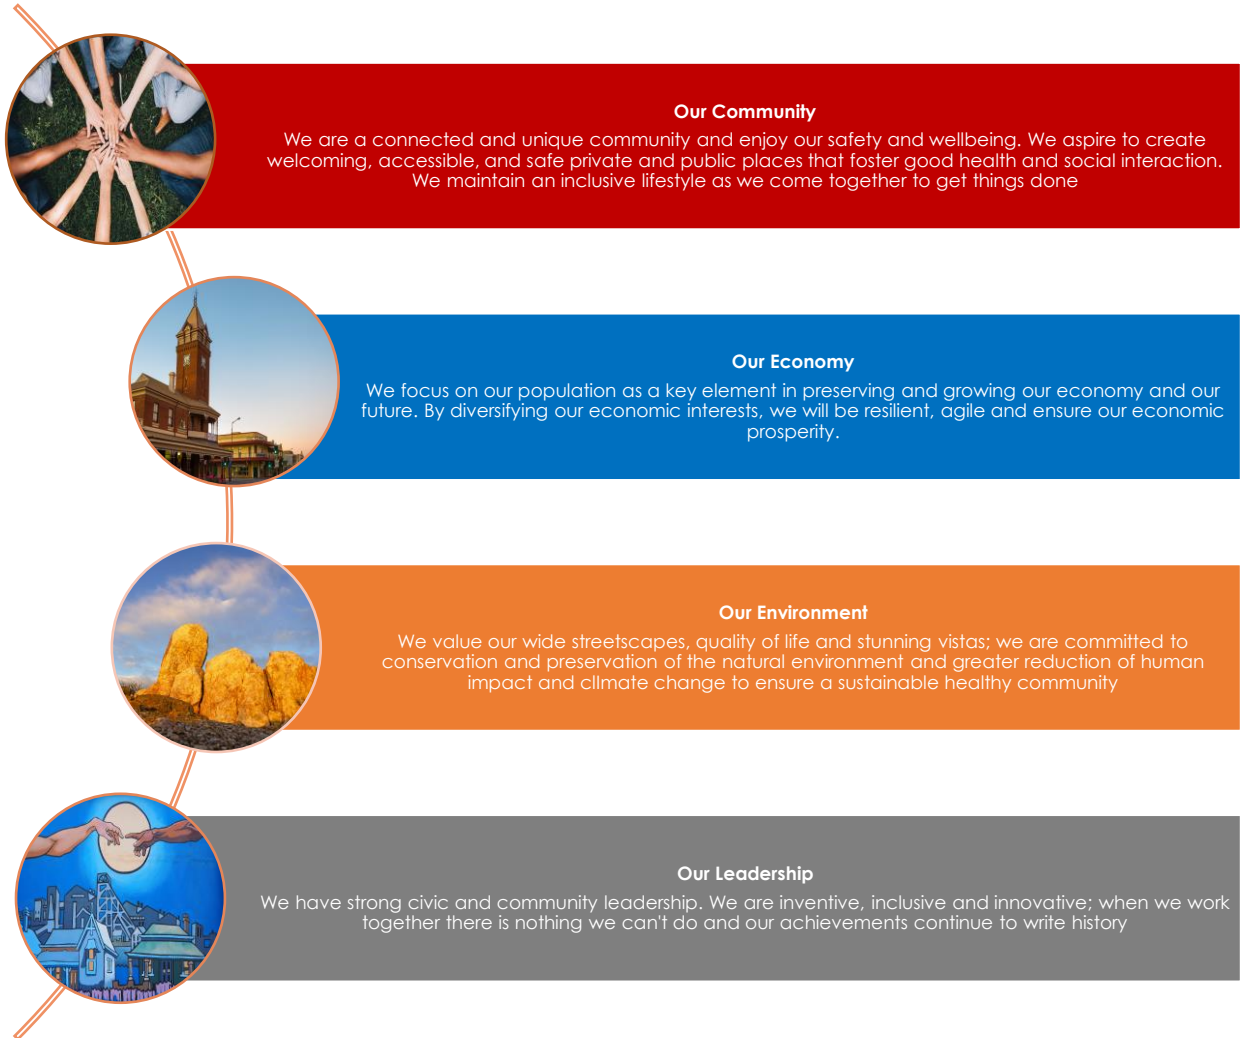 Our Community
We are a connected and unique community and enjoy our safety and wellbeing. We aspire to create
welcoming, accessible, and safe private and public places that foster good health and social interaction.
We maintain an inclusive lifestyle as we come together to get things done
Our Economy
We focus on our population as a key element in preserving and growing our economy and our
future. By diversifying our economic interests, we will be resilient, agile and ensure our economic
prosperity.
Our Environment
We value our wide streetscapes, quality of life and stunning vistas; we are committed to
conservation and preservation of the natural environment and greater reduction of human
impact and clImate change to ensure a sustainable healthy community
Our Leadership
We have strong civic and community leadership. We are inventive, inclusive and innovative; when we work
together there is nothing we can't do and our achievements continue to write history